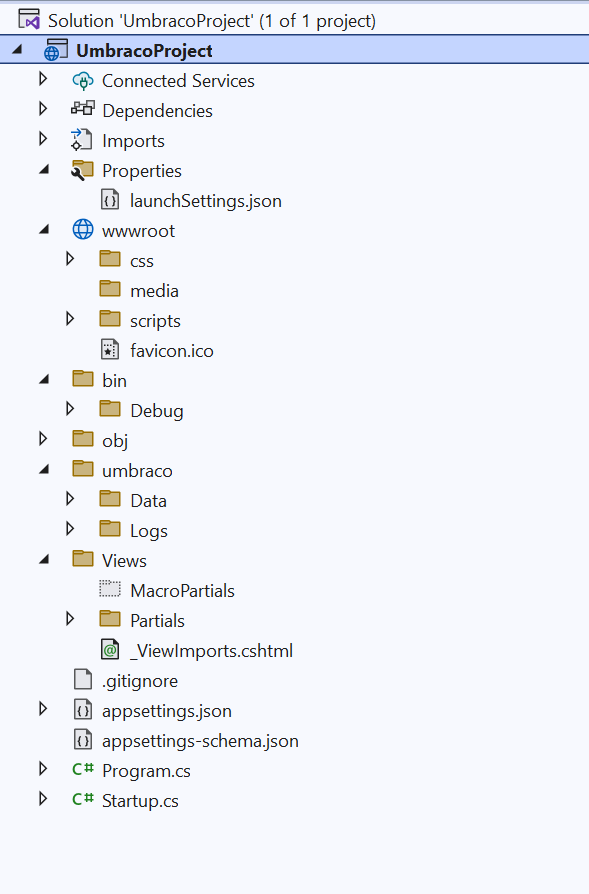 Solution 'UmbracoProject' (1 of 1 project)
UmbracoProject
Connected Services
Dependencies
Imports
Properties
launchSettings.json
wwwroot
css
media
scripts
favicon.ico
bin
Debug
obj
umbraco
Data
Logs
Views
MacroPartials
Partials
_ViewImports.cshtml
.gitignore
appsettings.json
appsettings-schema.json
C# Program.cs
C# Startup.cs